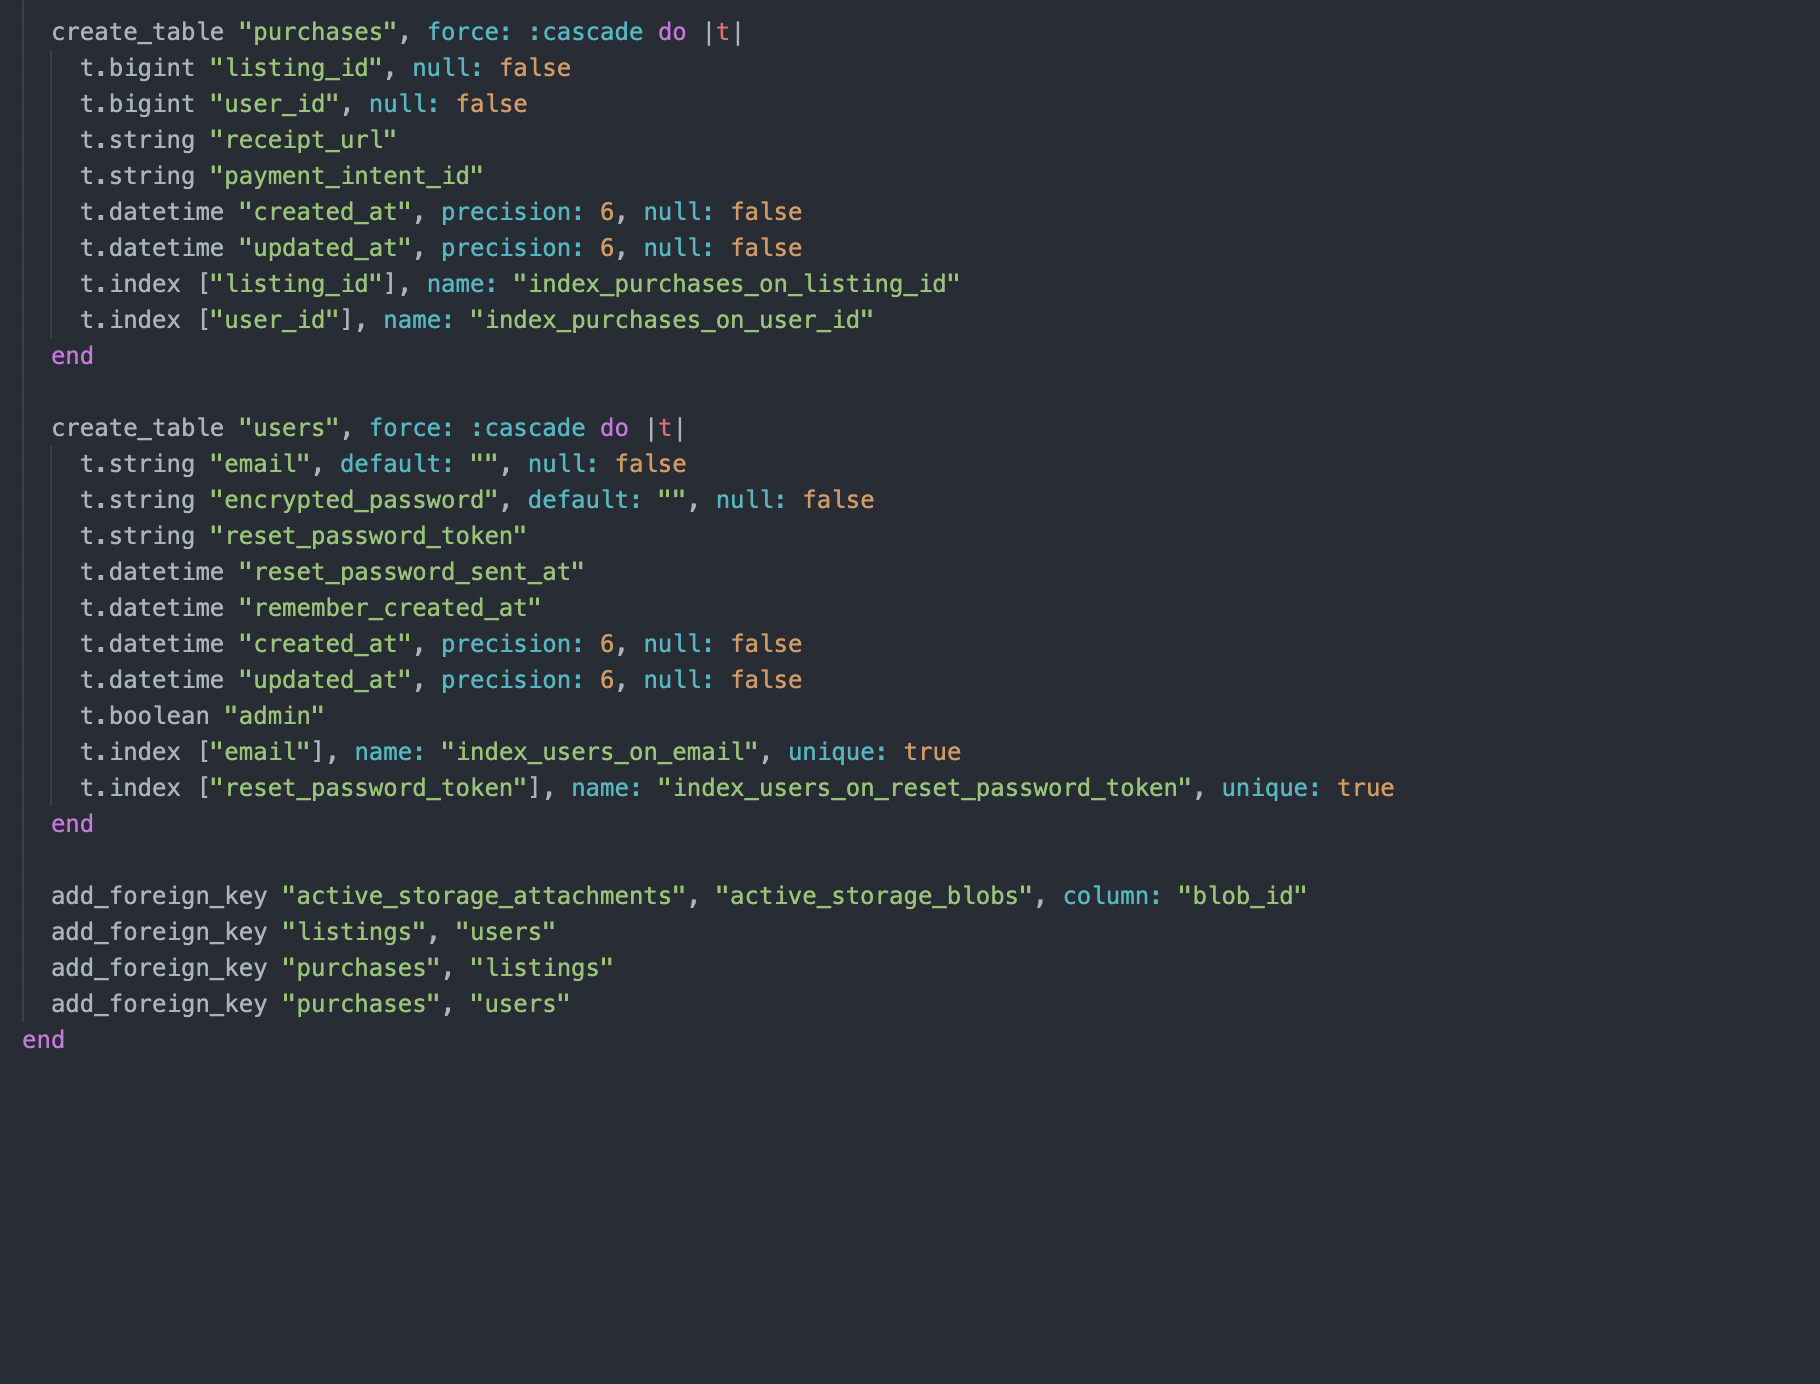 create_table "purchases", force: :cascade do |t|
t.bigint "listing_id", null: false
t.bigint "user_id", null: false
t.string "receipt_url"
t.string "payment_intent_id"
t.datetime "created_at", precision: 6, null: false
t.datetime "updated_at", precision: 6, null: false
t.index ["listing_id"], name: "index_purchases_on_listing_id"
t.index ["user_id"], name: "index_purchases_on_user_id"
end
create_table "users", force: :cascade do |t|
t.string "email", default: "", null: false
t.string "encrypted_password", default: "", null: false
t.string "reset_password_token"
t.datetime "reset_password_sent_at"
t.datetime "remember_created_at"
t.datetime "created_at", precision: 6, null: false
t.datetime "updated_at", precision: 6, null: false
t.boolean "admin"
t.index ["email"], name: "index_users_on_email", unique: true
t.index ["reset_password_token"], name: "index_users_on_reset_password_token", unique: true
end
add_foreign_key "active_storage_attachments", "active_storage_blobs", column: "blob_id"
add_foreign_key "listings", "users"
add_foreign_key "purchases", "listings"
add_foreign_key "purchases", "users"
end